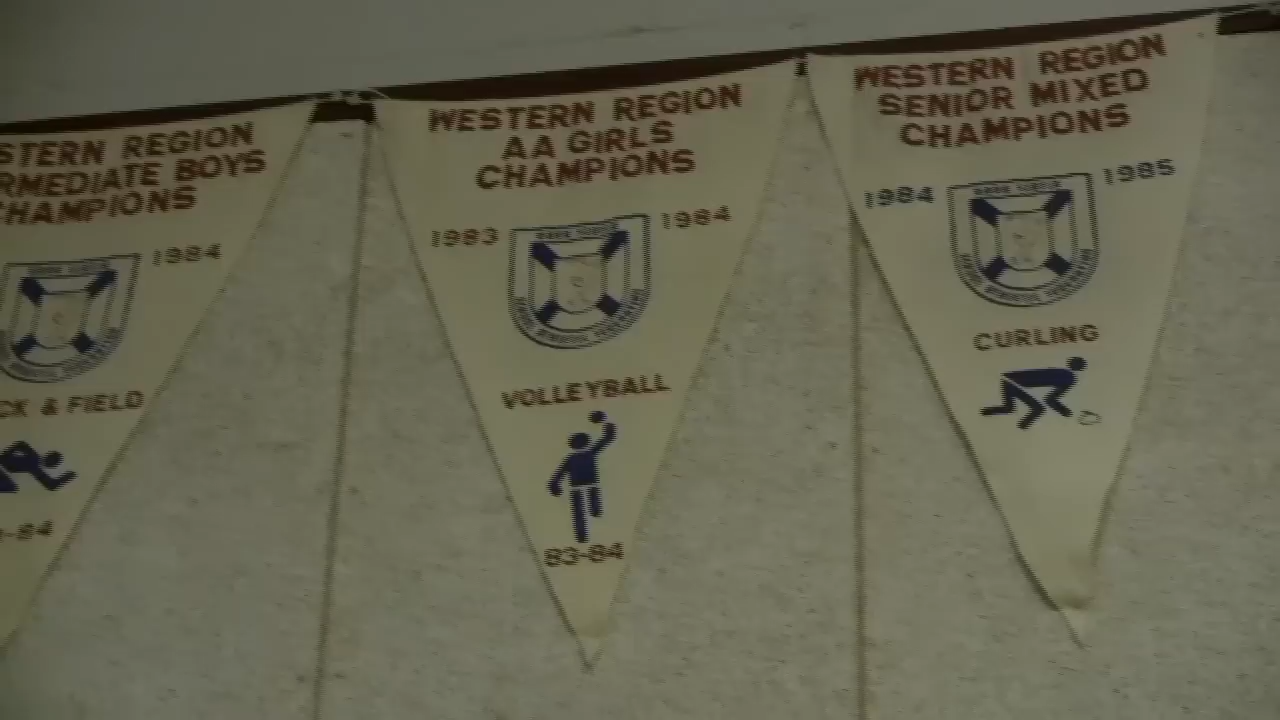 STERN REGION
RMEDIATE BOYS
CHAMPIONS
1984
CK & FIELD
-84
WESTERN REGION
AA GIRLS
CHAMPIONS
1983 1984
VOLLEYBALL
83-84
WESTERN REGION
SENIOR MIXED
CHAMPIONS
1984 1985
CURLING